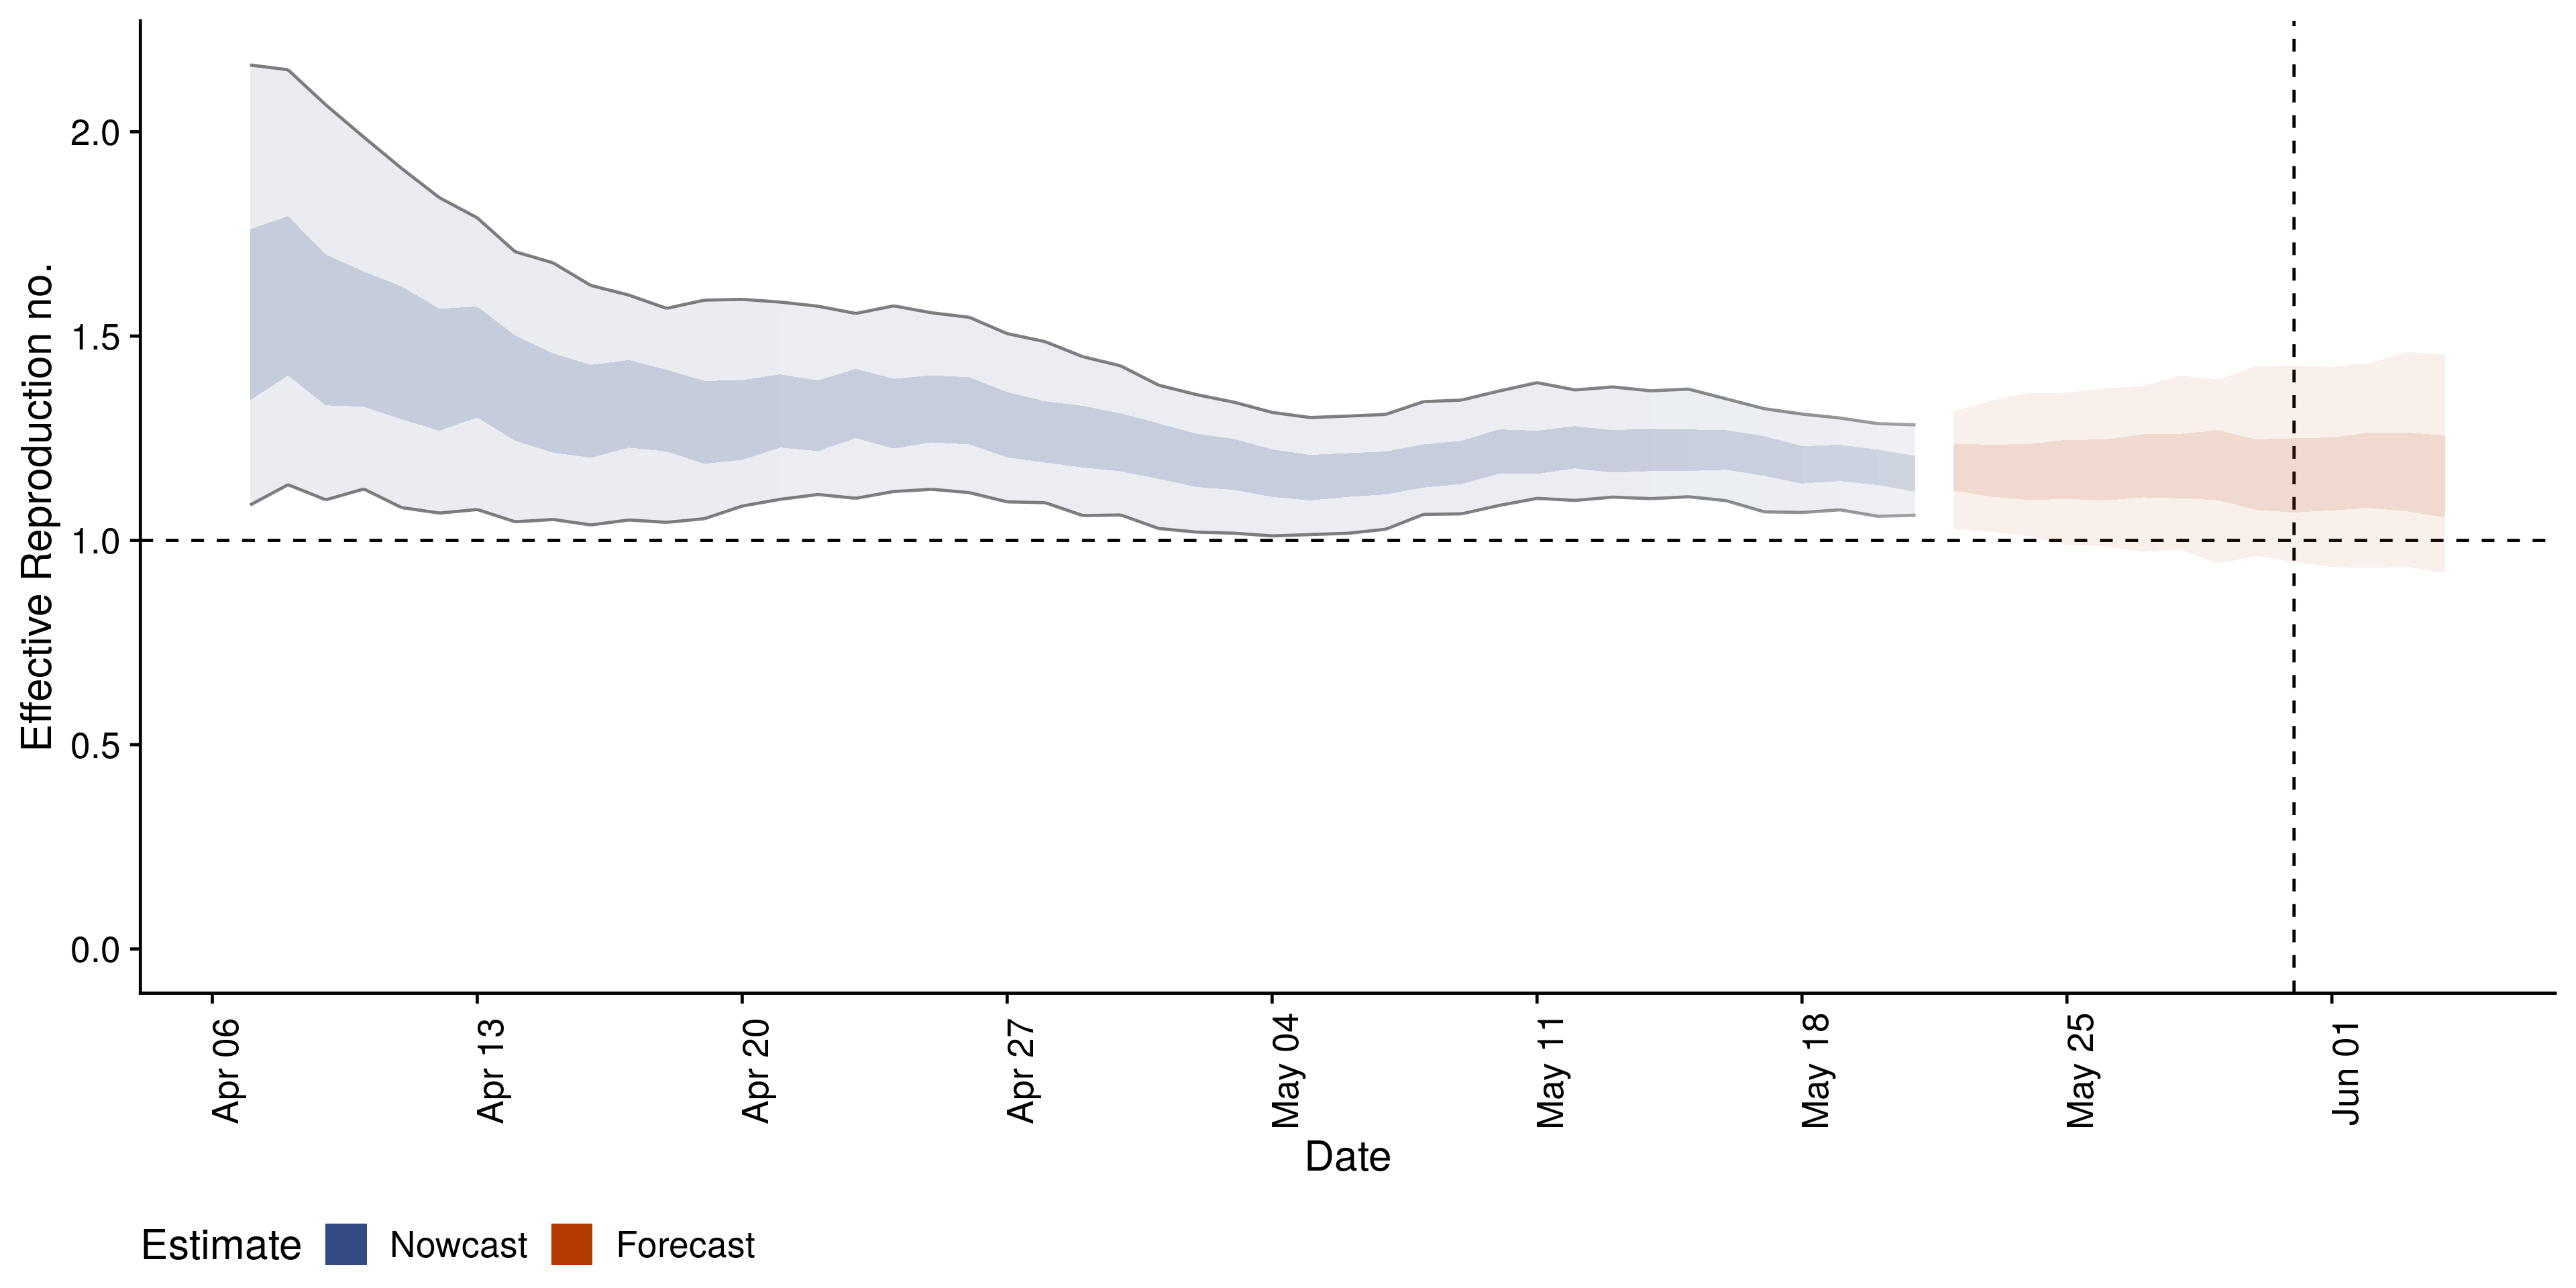 Effective Reproduction no.
2.0
1.5
1.0
0.5
0.0
Apr 06
Apr 13
Apr 20
Apr 27
May 04
May 11
May 18
May 25
Jun 01
Date
Estimate Nowcast Forecast